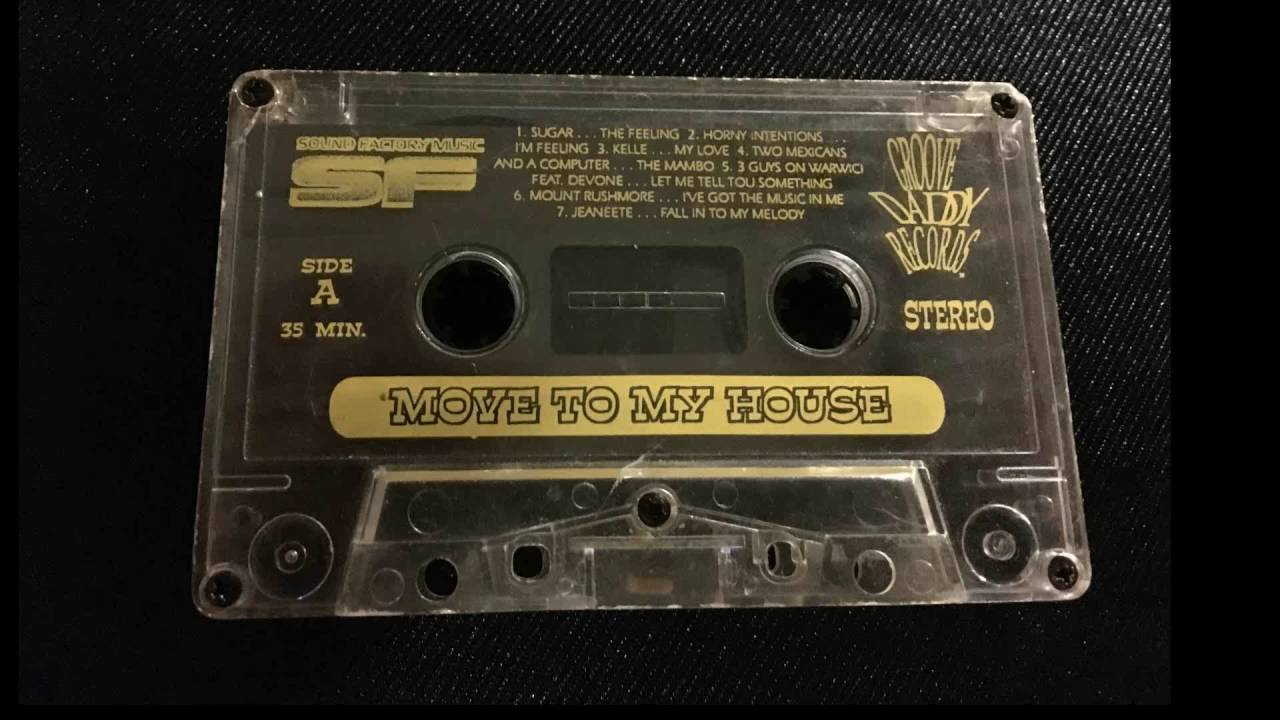 SOUND FACTORY MUSIC
SF
1. SUGAR . . . THE FEELING 2. HORNY INTENTIONS . . .
I'M FEELING 3. KELLE . . . MY LOVE 4. TWO MEXICANS
AND A COMPUTER . . . THE MAMBO 5. 3 GUYS ON WARWICI
FEAT. DEVONE . . . LET ME TELL TOU SOMETHING
6. MOUNT RUSHMORE . . . I'VE GOT THE MUSIC IN ME
7. JEANEETE . . . FALL IN TO MY MELODY
GROOVE
DADDY
RECORDS
SIDE
A
35 MIN.
STEREO
MOVE TO MY HOUSE